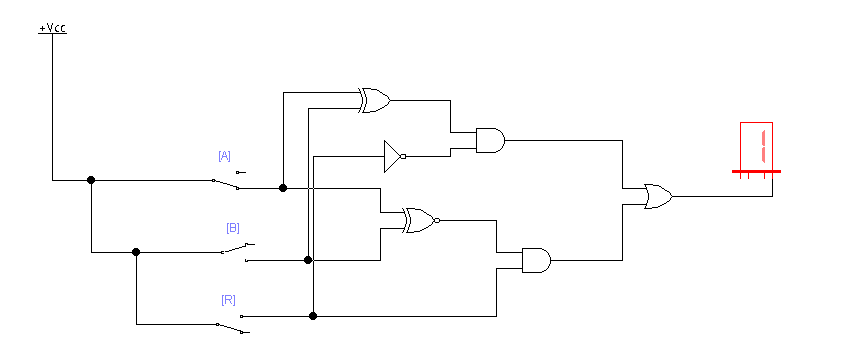 +Vcc
[A]
[B]
[R]
1